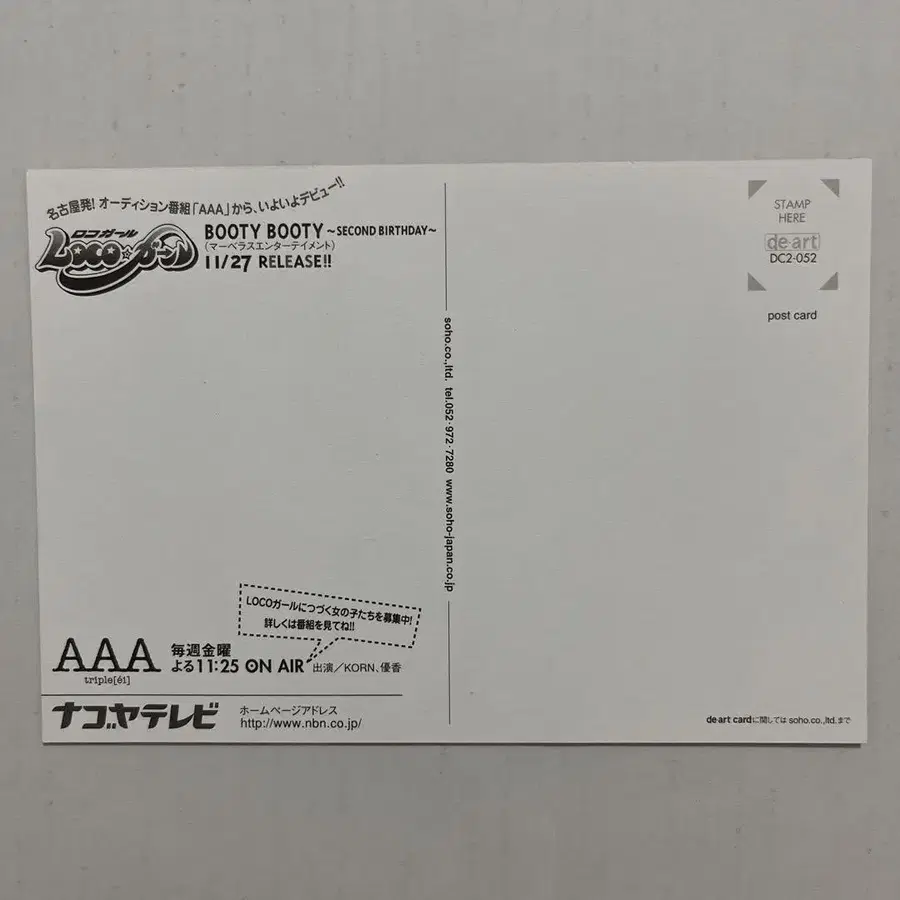 名古屋発!オーディション番組「AAA」から、いよいよデビュー!!
ロコガール
LOCO☆ガール
BOOTY BOOTY ~SECOND BIRTHDAY~
(マーベラスエンターテイメント)
11/27 RELEASE!!
STAMP
HERE
de·art
DC2-052
post card
soho.co.,ltd. tel.052·972·7280 www.soho-japan.co.jp
LOCOガールにつづく女の子たちを募集中!
詳しくは番組を見てね!!
AAA
triple[éi]
毎週金曜
よる11:25 ON AIR 出演/KORN、優香
ナゴヤテレビ
ホームページアドレス
http://www.nbn.co.jp/
de·art cardに関しては soho.co.,ltd.まで